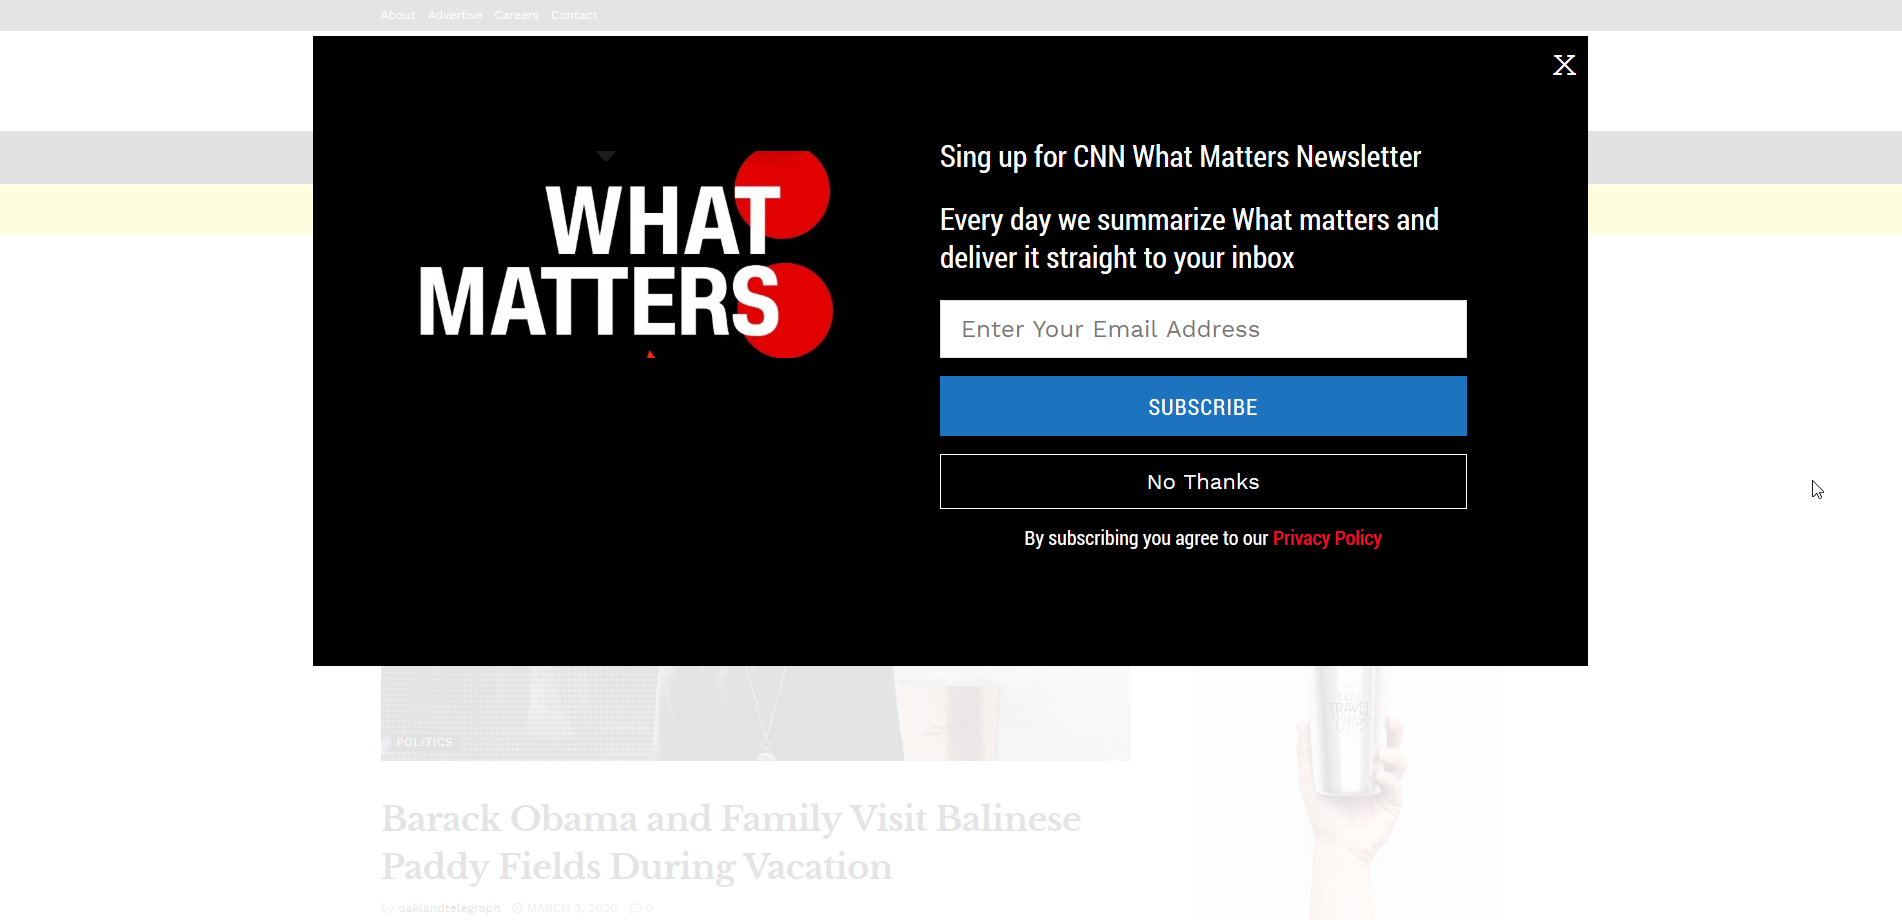 About Advertise Careers Contact
X
WHAT
MATTERS
Sing up for CNN What Matters Newsletter
Every day we summarize What matters and
deliver it straight to your inbox
Enter Your Email Address
SUBSCRIBE
No Thanks
By subscribing you agree to our Privacy Policy
TRAVEL
POLITICS
Barack Obama and Family Visit Balinese
Paddy Fields During Vacation
by oaklandtelegraph MARCH 3, 2020 0